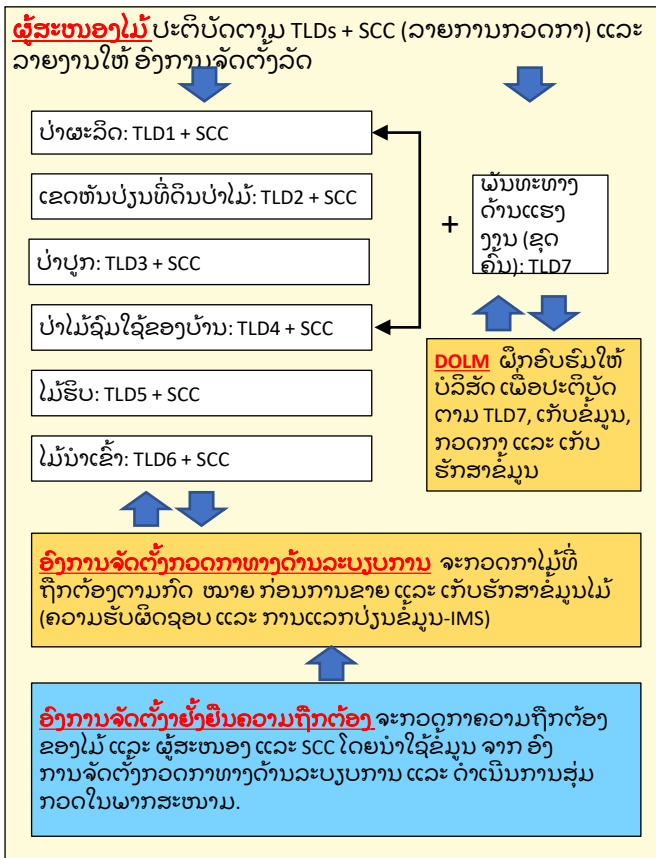 ຜູ້ສະໜອງໄມ້ ປະຕິບັດຕາມ TLDs + SCC (ລາຍການກວດກາ) ແລະ
ລາຍງານໃຫ້ ອົງການຈັດຕັ້ງລັດ
ປ່າຜະລິດ: TLD1 + SCC
ເຂດຫັນປ່ຽນທີ່ດິນປ່າໄມ້: TLD2 + SCC
ປ່າປູກ: TLD3 + SCC
ປ່າໄມ້ຊົມໃຊ້ຂອງບ້ານ: TLD4 + SCC
ໄມ້ຮິບ: TLD5 + SCC
ໄມ້ນໍາເຂົ້າ: TLD6 + SCC
+
ພັນທະທາງ
ດ້ານແຮງ
ງານ (ຂຸດ
ຄົ້ນ): TLD7
DOLM ຝຶກອົບຮົມໃຫ້
ບໍລິສັດ ເພື່ອປະຕິບັດ
ຕາມ TLD7, ເກັບຂໍ້ມູນ,
ກວດກາ ແລະ ເກັບ
ຮັກສາຂໍ້ມູນ
ອົງການຈັດຕັ້ງກວດກາທາງດ້ານລະບຽບການ ຈະກວດກາໄມ້ທີ່
ຖືກຕ້ອງຕາມກົດ ໝາຍ ກ່ອນການຂາຍ ແລະ ເກັບຮັກສາຂໍ້ມູນໄມ້
(ຄວາມຮັບຜິດຊອບ ແລະ ການແລກປ່ຽນຂໍ້ມູນ-IMS)
ອົງການຈັດຕັ້ງາຢັ້ງຢືນຄວາມຖືກຕ້ອງ ຈະກວດກາຄວາມຖືກຕ້ອງ
ຂອງໄມ້ ແລະ ຜູ້ສະໜອງ ແລະ SCC ໂດຍນໍາໃຊ້ຂໍ້ມູນ ຈາກ ອົງ
ການຈັດຕັ້ງກວດກາທາງດ້ານລະບຽບການ ແລະ ດໍາເນີນການສຸ່ມ
ກວດໃນພາກສະໜາມ.